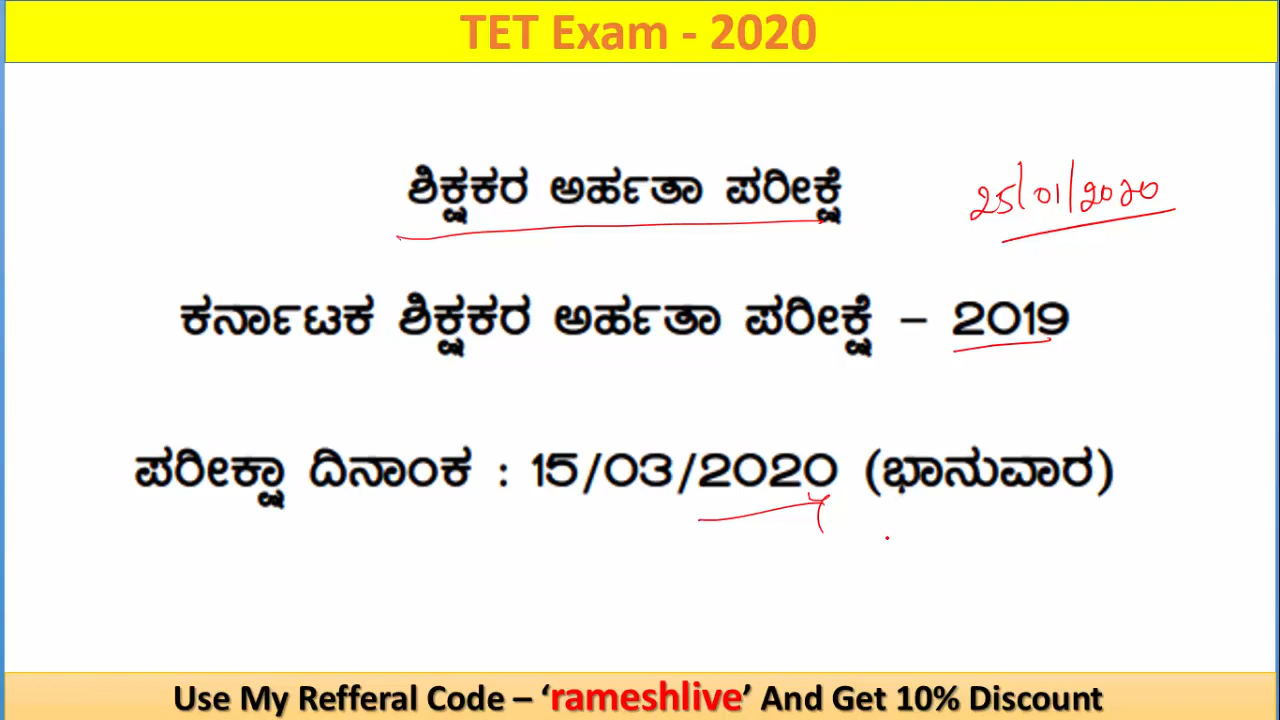 TET Exam - 2020
ಶಿಕ್ಷಕರ ಅರ್ಹತಾ ಪರೀಕ್ಷೆ
25/01/2020
ಕರ್ನಾಟಕ ಶಿಕ್ಷಕರ ಅರ್ಹತಾ ಪರೀಕ್ಷೆ – 2019
ಪರೀಕ್ಷಾ ದಿನಾಂಕ : 15/03/2020 (ಭಾನುವಾರ)
Use My Refferal Code – ‘rameshlive’ And Get 10% Discount